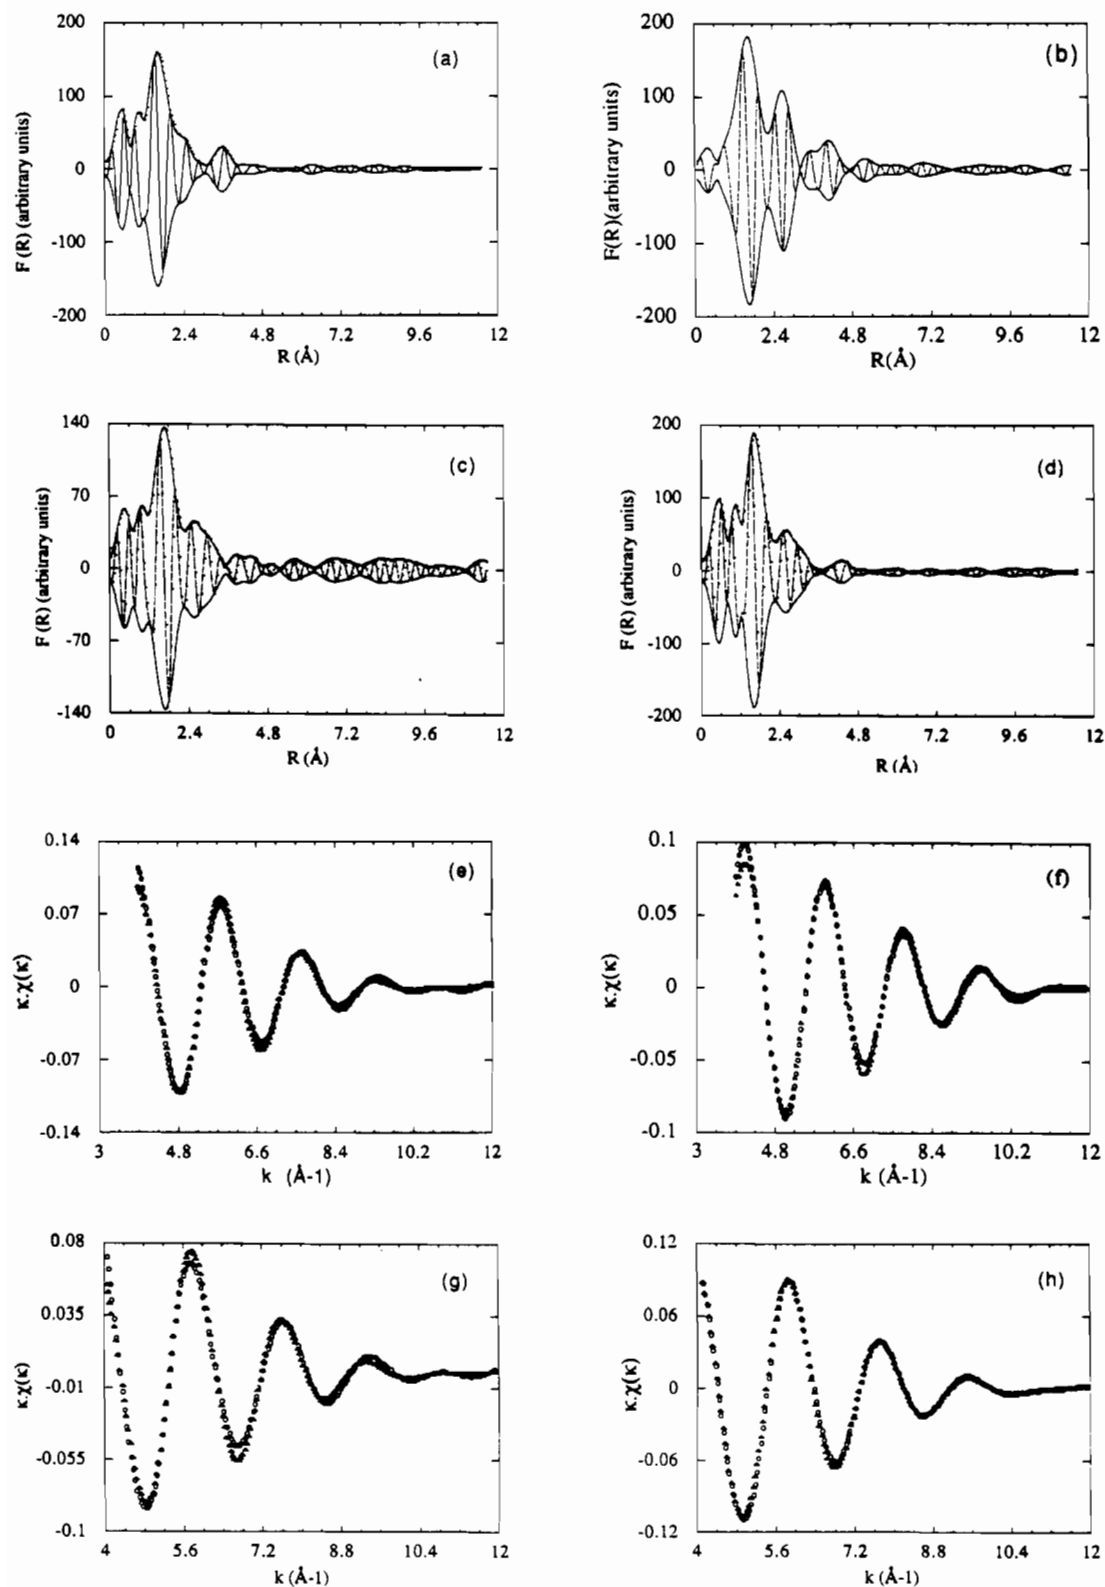 200
100
0
-100
-200
F(R) (arbitrary units)
(a)
0 2.4 4.8 7.2 9.6 12
R (Å)
200
100
0
-100
-200
F(R)(arbitrary units)
(b)
0 2.4 4.8 7.2 9.6 12
R(Å)
140
70
0
-70
-140
F (R) (arbitrary units)
(c)
0 2.4 4.8 7.2 9.6 12
R (Å)
200
100
0
-100
-200
F(R) (arbitrary units)
(d)
0 2.4 4.8 7.2 9.6 12
R (Å)
0.14
0.07
0
-0.07
-0.14
κ.χ(κ)
(e)
3 4.8 6.6 8.4 10.2 12
k (Å-1)
0.1
0.05
0
-0.05
-0.1
κ.χ(κ)
(f)
3 4.8 6.6 8.4 10.2 12
k (Å-1)
0.08
0.035
-0.01
-0.055
-0.1
κ.χ(κ)
(g)
4 5.6 7.2 8.8 10.4 12
k (Å-1)
0.12
0.06
0
-0.06
-0.12
κ.χ(κ)
(h)
4 5.6 7.2 8.8 10.4 12
k (Å-1)